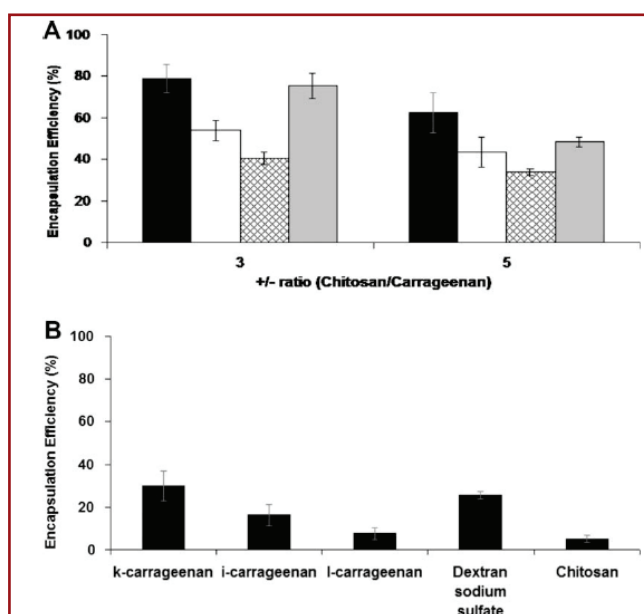 A
Encapsulation Efficiency (%)
100
80
60
40
20
0
3
5
+/- ratio (Chitosan/Carrageenan)
B
Encapsulation Efficiency (%)
100
80
60
40
20
0
k-carrageenan
i-carrageenan
l-carrageenan
Dextran
sodium
sulfate
Chitosan